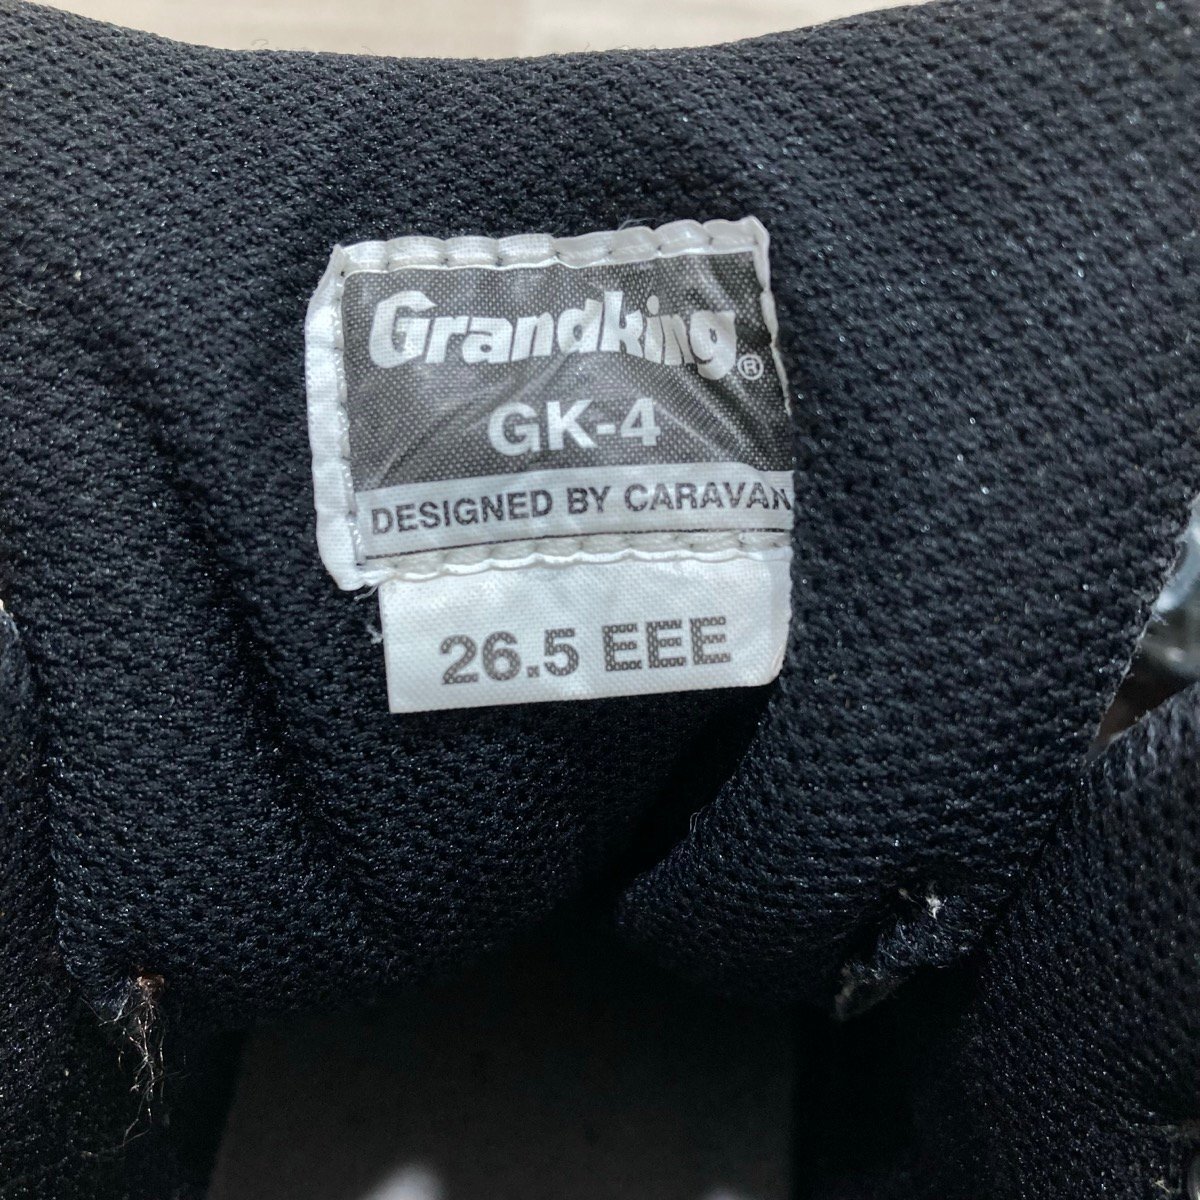 Grandking®
GK-4
DESIGNED BY CARAVAN
26.5 EEE